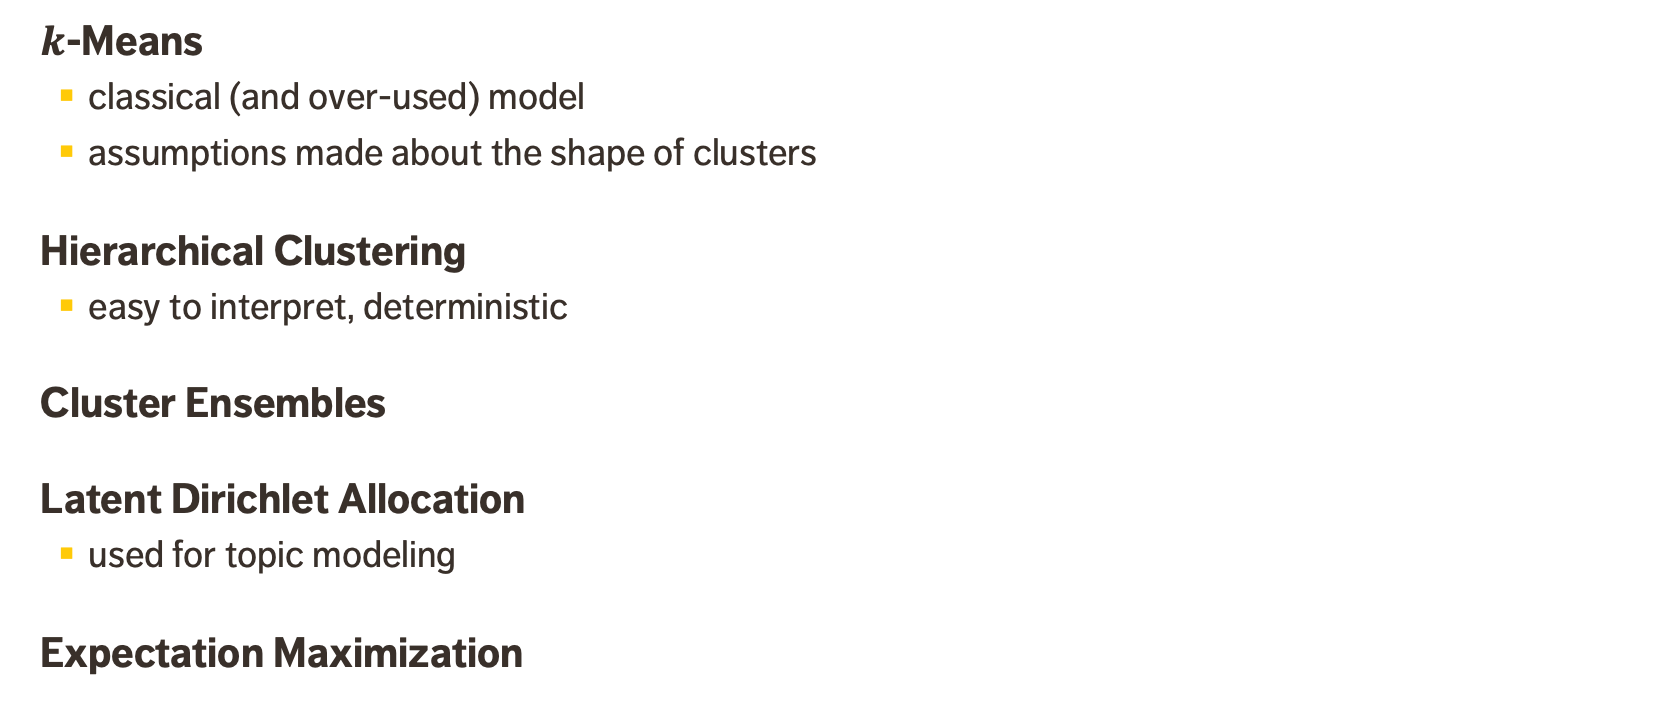 k-Means
▪ classical (and over-used) model
▪ assumptions made about the shape of clusters
Hierarchical Clustering
▪ easy to interpret, deterministic
Cluster Ensembles
Latent Dirichlet Allocation
▪ used for topic modeling
Expectation Maximization